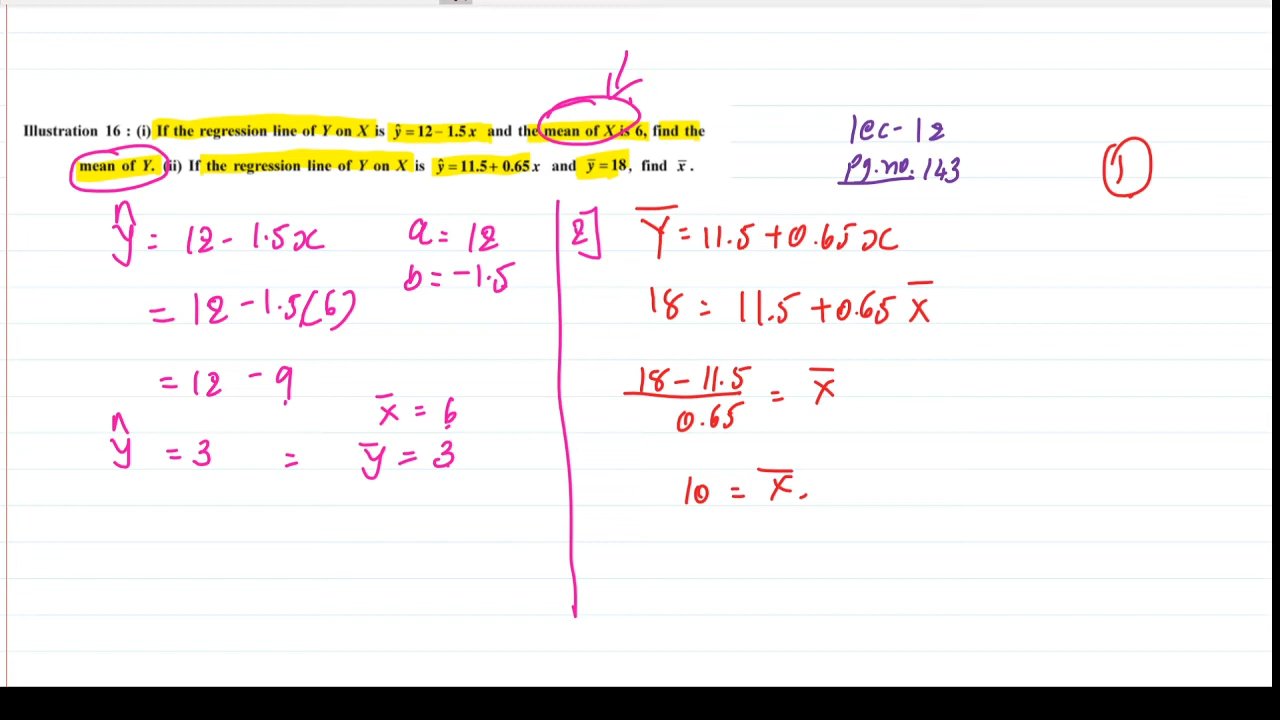 Illustration 16 : (i) If the regression line of Y on X is ŷ = 12 – 1.5x and the mean of X is 6, find the
mean of Y. (ii) If the regression line of Y on X is ŷ = 11.5 + 0.65x and ȳ = 18, find x̄ .
lec- 12
Pg.no. 143
1
ŷ = 12 - 1.5x
a = 12
b = -1.5
= 12 - 1.5(6)
= 12 - 9
x̄ = 6
ŷ = 3 = ȳ = 3
2]
Ȳ = 11.5 + 0.65x
18 = 11.5 + 0.65 x̄
18 - 11.5
0.65
= x̄
10 = x̄.